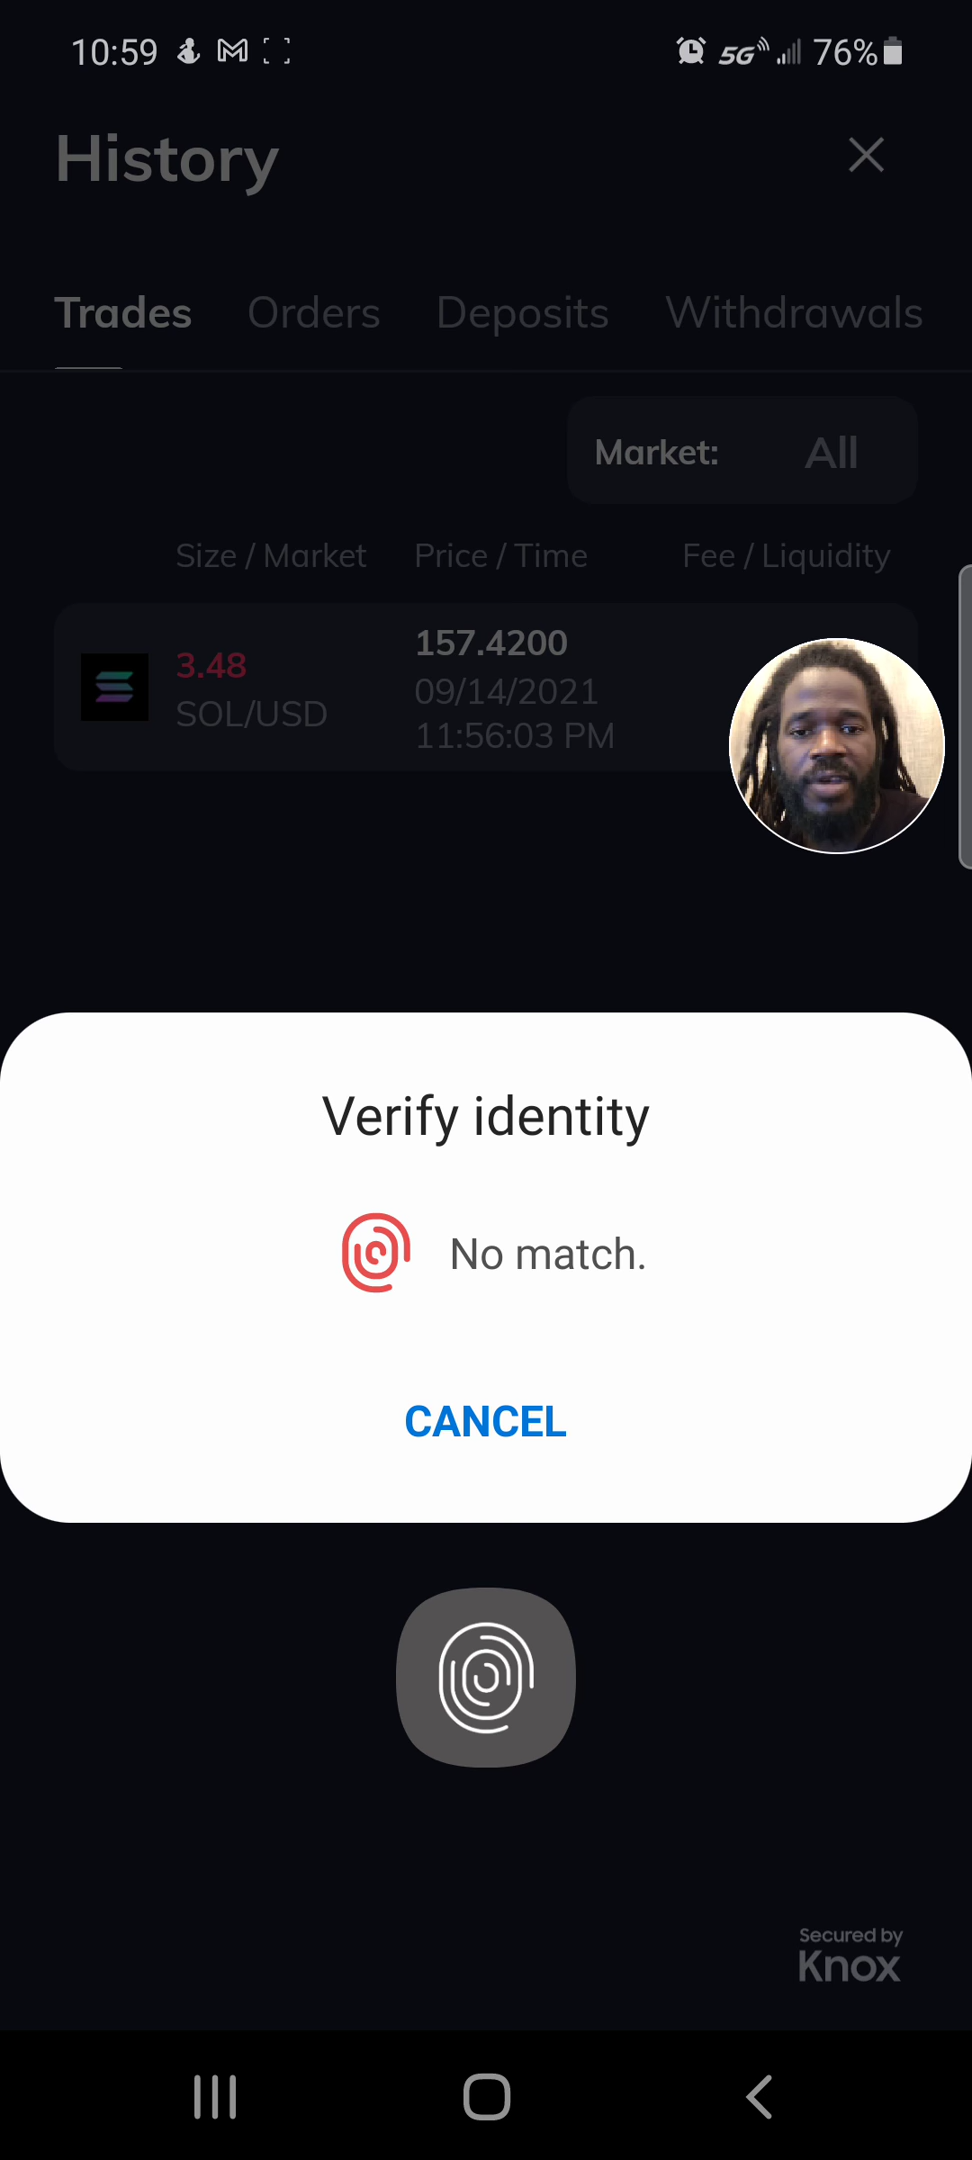 10:59 5G 76%
History
Trades Orders Deposits Withdrawals
Market: All
Size / Market Price / Time Fee / Liquidity
157.4200
3.48
09/14/2021
SOL/USD
11:56:03 PM
Verify identity
No match.
CANCEL
Secured by
Knox